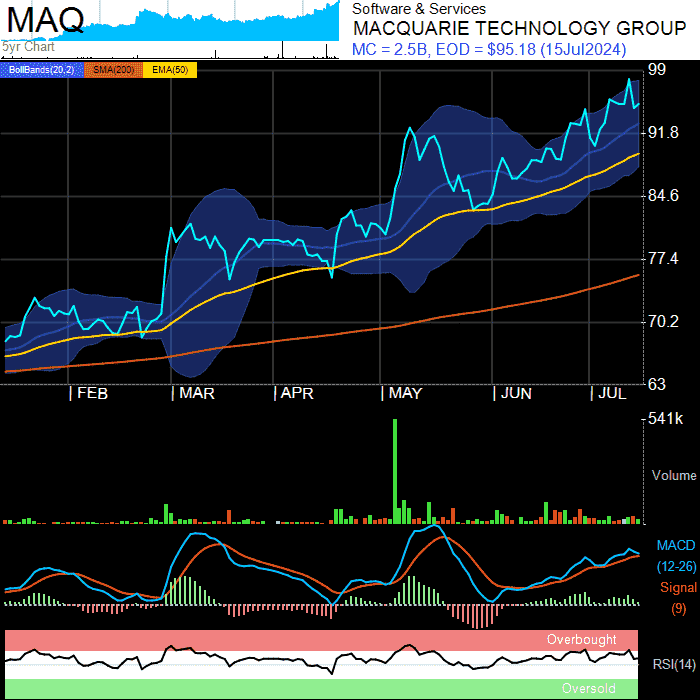 MAQ
5yr Chart
Software & Services
MACQUARIE TECHNOLOGY GROUP
MC = 2.5B, EOD = $95.18 (15Jul2024)
BollBands(20,2) SMA(200) EMA(50)
99
91.8
84.6
77.4
70.2
63
FEB MAR APR MAY JUN JUL
541k
Volume
MACD
(12-26)
Signal
(9)
Overbought
RSI(14)
Oversold